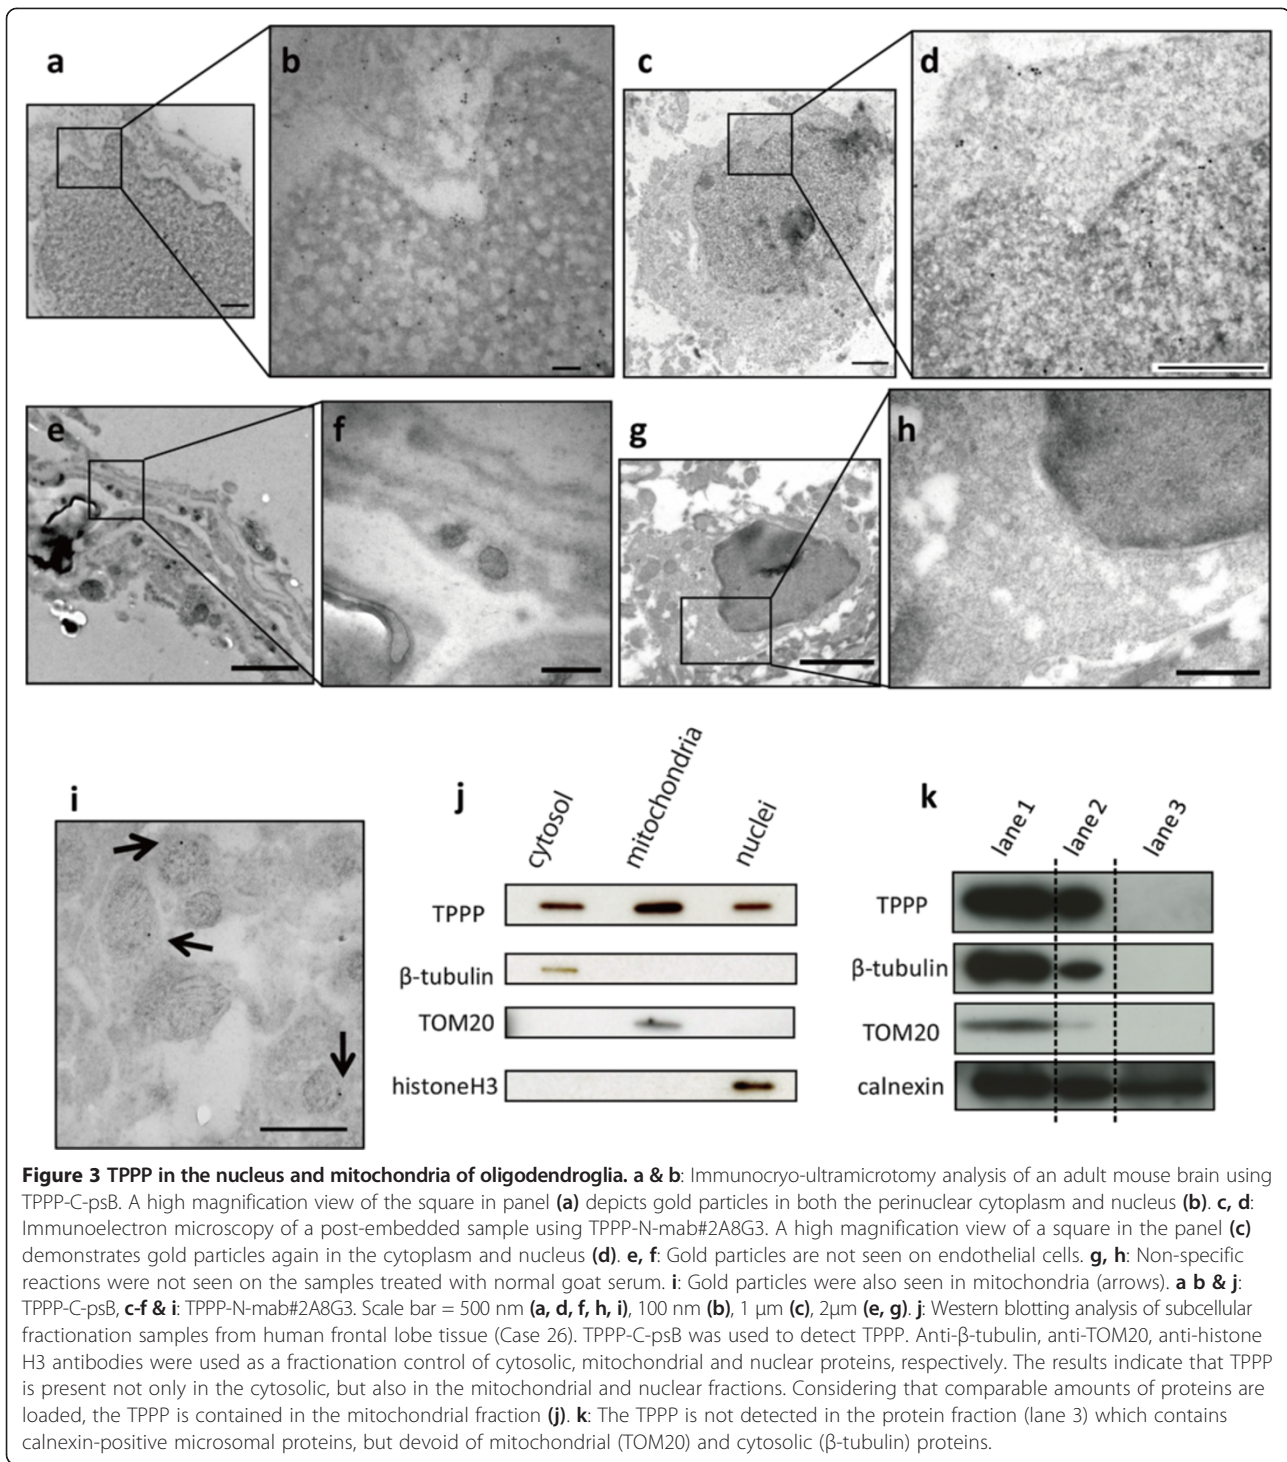 a
b
c
d
e
f
g
h
i
j
cytosol
mitochondria
nuclei
TPPP
β-tubulin
TOM20
histoneH3
k
lane1
lane2
lane3
TPPP
β-tubulin
TOM20
calnexin
Figure 3 TPPP in the nucleus and mitochondria of oligodendroglia. a & b: Immunocryo-ultramicrotomy analysis of an adult mouse brain using
TPPP-C-psB. A high magnification view of the square in panel (a) depicts gold particles in both the perinuclear cytoplasm and nucleus (b). c, d:
Immunoelectron microscopy of a post-embedded sample using TPPP-N-mab#2A8G3. A high magnification view of a square in the panel (c)
demonstrates gold particles again in the cytoplasm and nucleus (d). e, f: Gold particles are not seen on endothelial cells. g, h: Non-specific
reactions were not seen on the samples treated with normal goat serum. i: Gold particles were also seen in mitochondria (arrows). a b & j:
TPPP-C-psB, c-f & i: TPPP-N-mab#2A8G3. Scale bar = 500 nm (a, d, f, h, i), 100 nm (b), 1 μm (c), 2μm (e, g). j: Western blotting analysis of subcellular
fractionation samples from human frontal lobe tissue (Case 26). TPPP-C-psB was used to detect TPPP. Anti-β-tubulin, anti-TOM20, anti-histone
H3 antibodies were used as a fractionation control of cytosolic, mitochondrial and nuclear proteins, respectively. The results indicate that TPPP
is present not only in the cytosolic, but also in the mitochondrial and nuclear fractions. Considering that comparable amounts of proteins are
loaded, the TPPP is contained in the mitochondrial fraction (j). k: The TPPP is not detected in the protein fraction (lane 3) which contains
calnexin-positive microsomal proteins, but devoid of mitochondrial (TOM20) and cytosolic (β-tubulin) proteins.